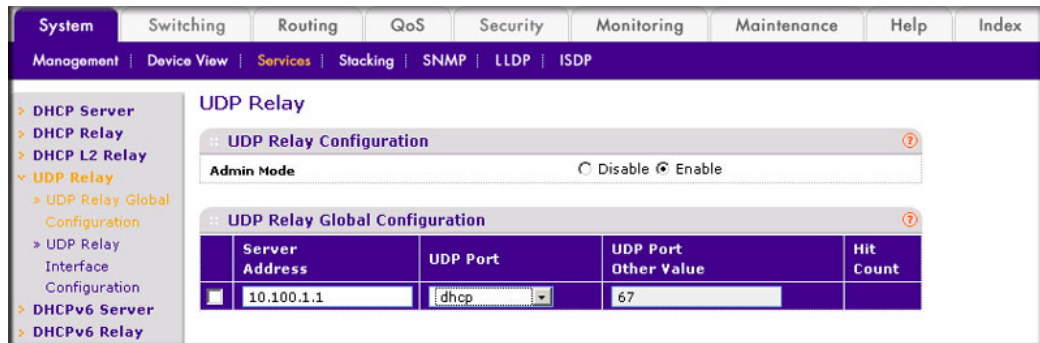 System Switching Routing QoS Security Monitoring Maintenance Help Index
Management Device View Services Stacking SNMP LLDP ISDP
DHCP Server
DHCP Relay
DHCP L2 Relay
UDP Relay
» UDP Relay Global
Configuration
» UDP Relay
Interface
Configuration
DHCPv6 Server
DHCPv6 Relay
UDP Relay
UDP Relay Configuration
Admin Mode Disable Enable
UDP Relay Global Configuration
Server
Address
UDP Port
UDP Port
Other Value
Hit
Count
10.100.1.1 dhcp 67